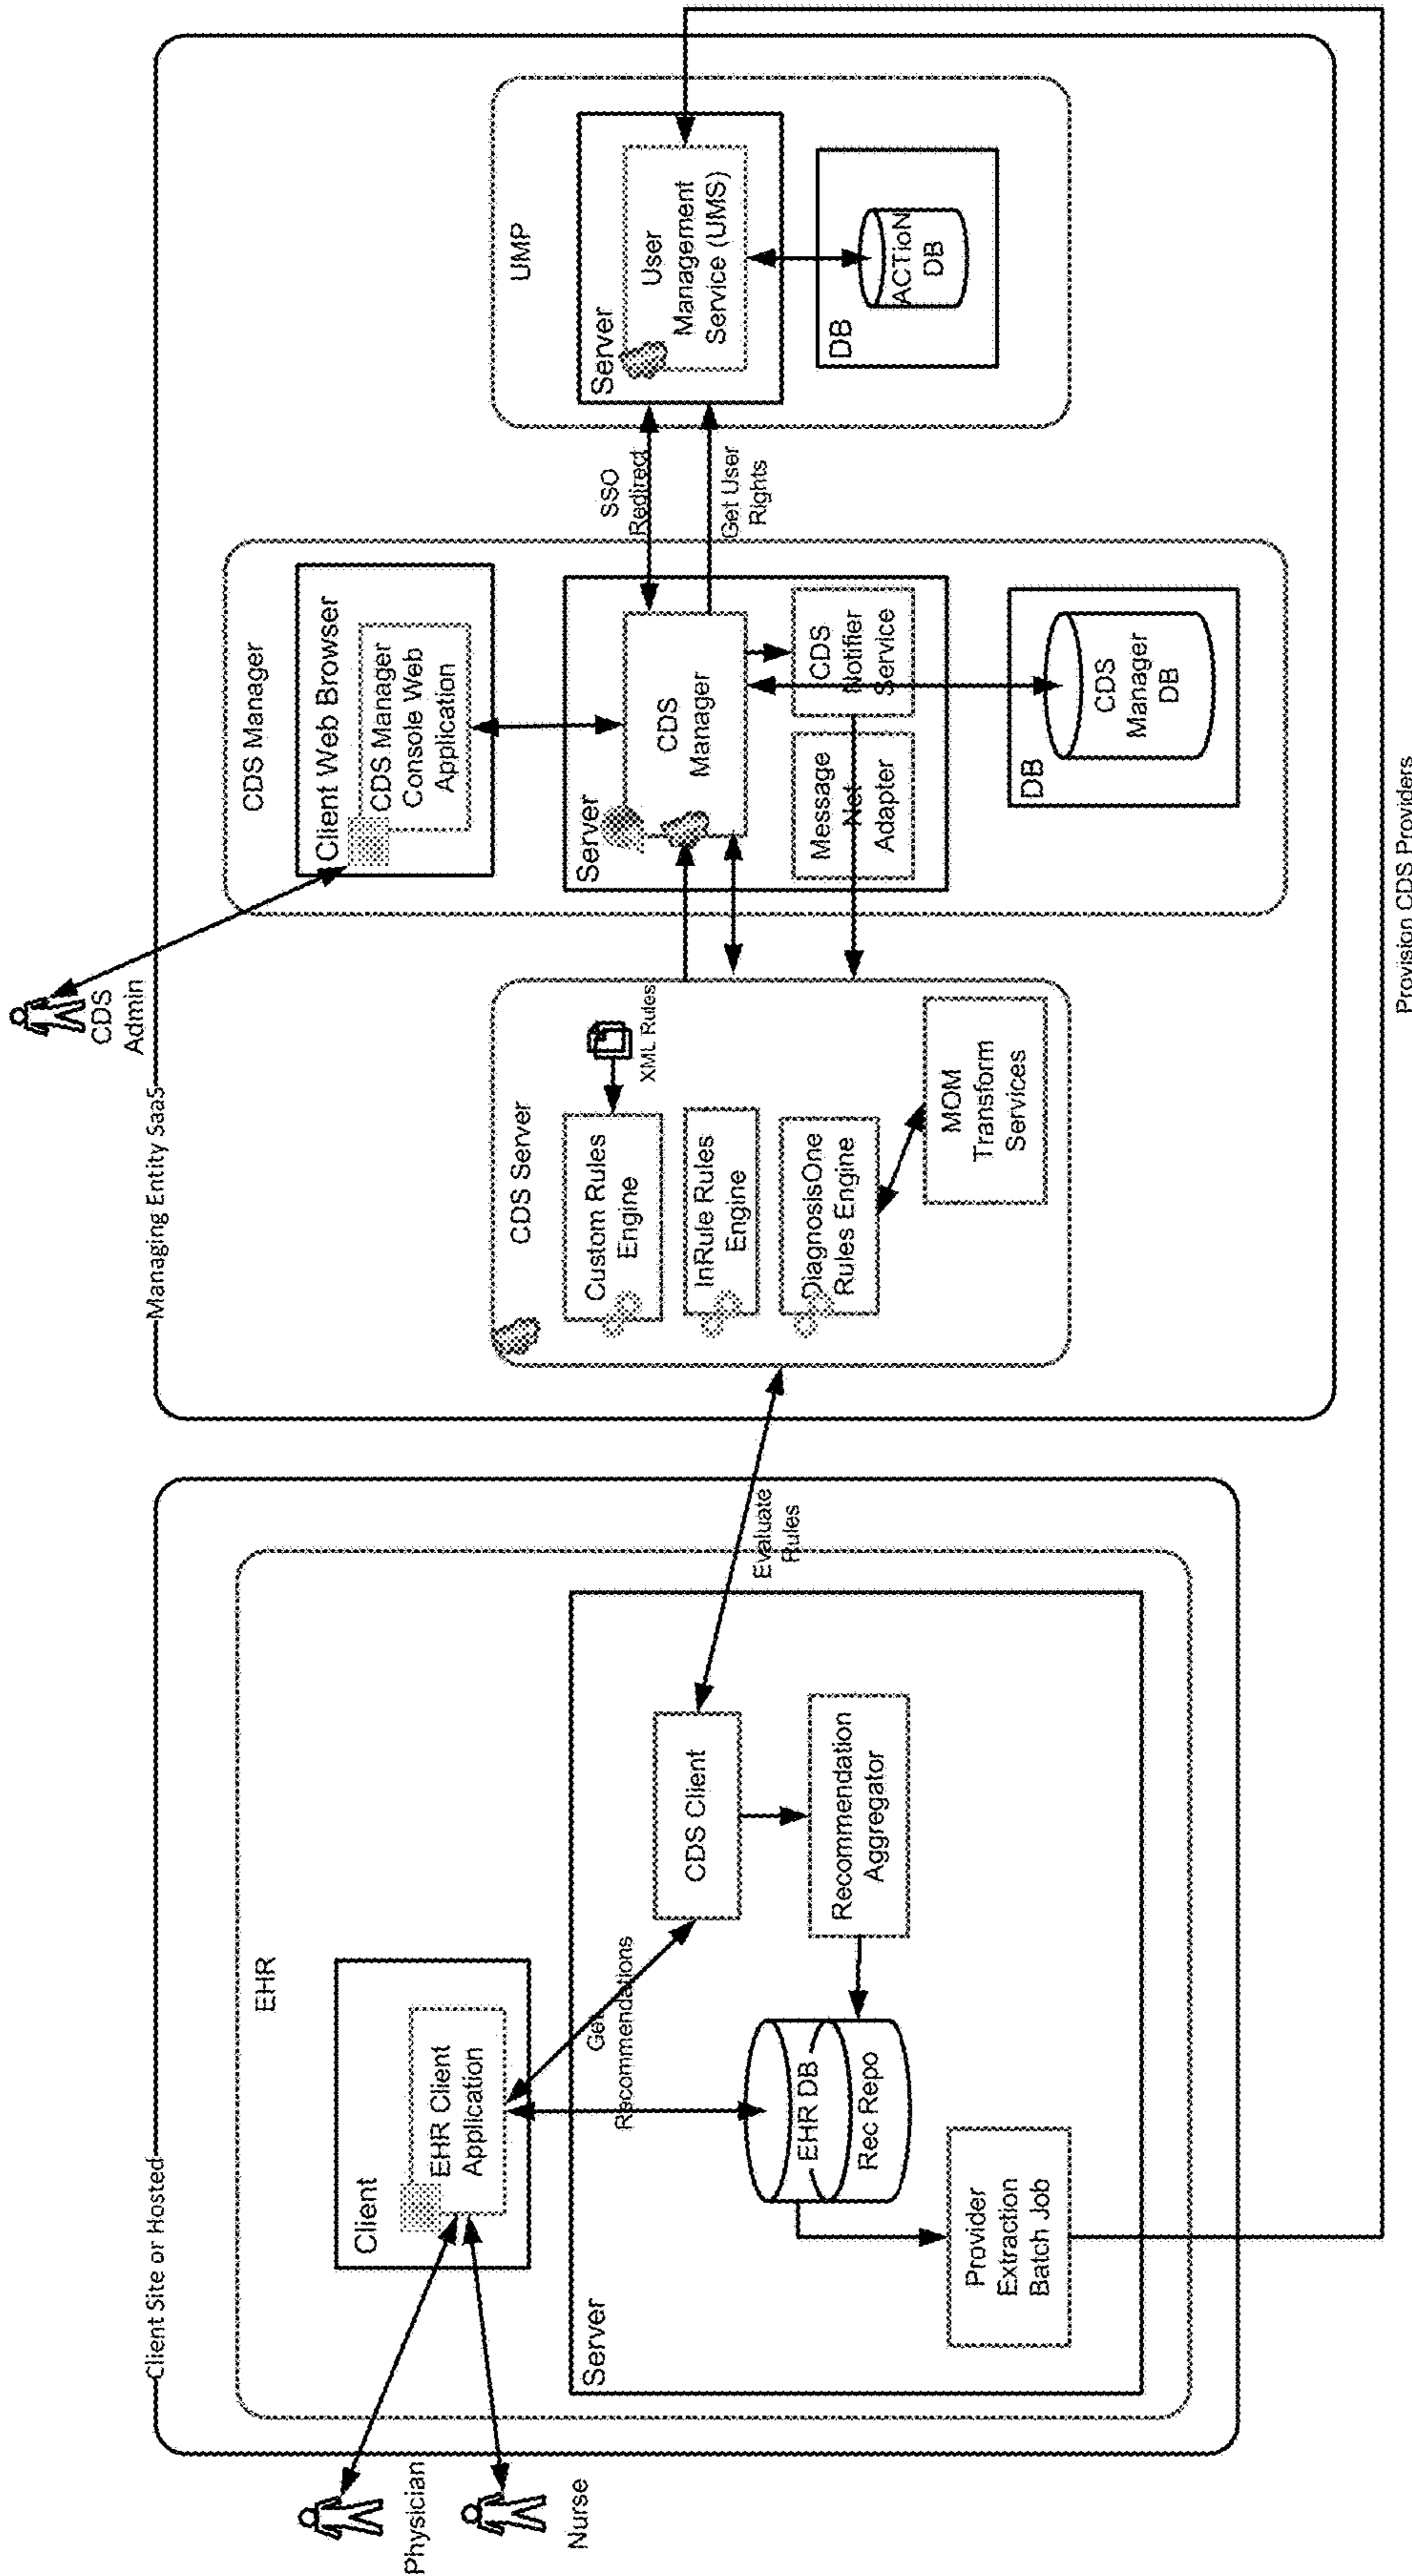 Client Site or Hosted
EHR
Physician
Nurse
Client
EHR Client
Application
Get
Recommendations
Server
CDS Client
EHR DB
Rec Repo
Recommendation
Aggregator
Provider
Extraction
Batch Job
Evaluate
Rules
Managing Entity SaaS
CDS
Admin
CDS Server
Custom Rules
Engine
XML Rules
InRule Rules
Engine
DiagnosisOne
Rules Engine
MOM
Transform
Services
CDS Manager
Client Web Browser
CDS Manager
Console Web
Application
Server
CDS
Manager
Message
Net
Adapter
CDS
Notifier
Service
DB
CDS
Manager
DB
SSO
Redirect
Get User
Rights
UMP
Server
User
Management
Service (UMS)
DB
ACTioN
DB
Provision CDS Providers